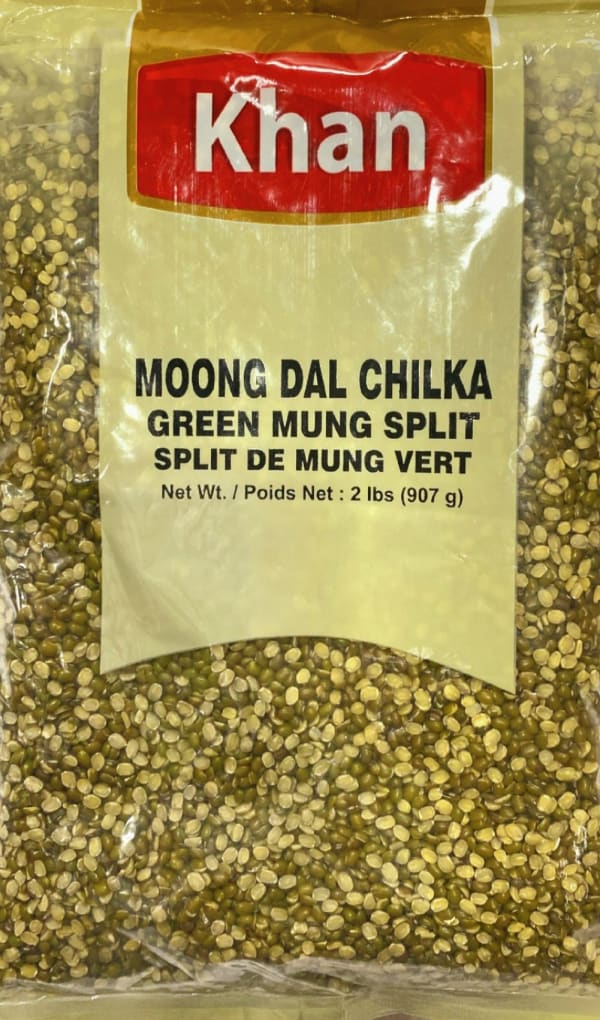 Khan
MOONG DAL CHILKA
GREEN MUNG SPLIT
SPLIT DE MUNG VERT
Net Wt. / Poids Net : 2 lbs (907 g)